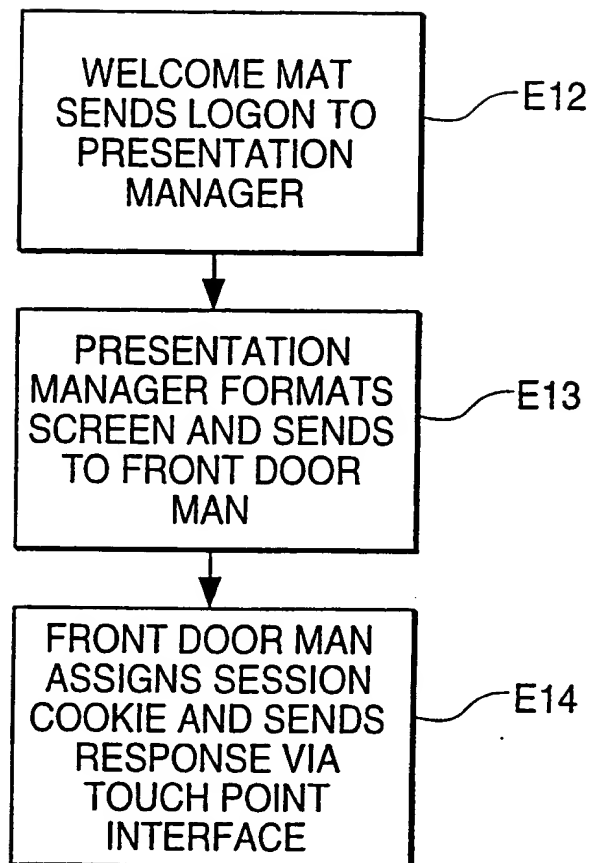 WELCOME MAT
SENDS LOGON TO
PRESENTATION
MANAGER
E12
PRESENTATION
MANAGER FORMATS
SCREEN AND SENDS
TO FRONT DOOR
MAN
E13
FRONT DOOR MAN
ASSIGNS SESSION
COOKIE AND SENDS
RESPONSE VIA
TOUCH POINT
INTERFACE
E14